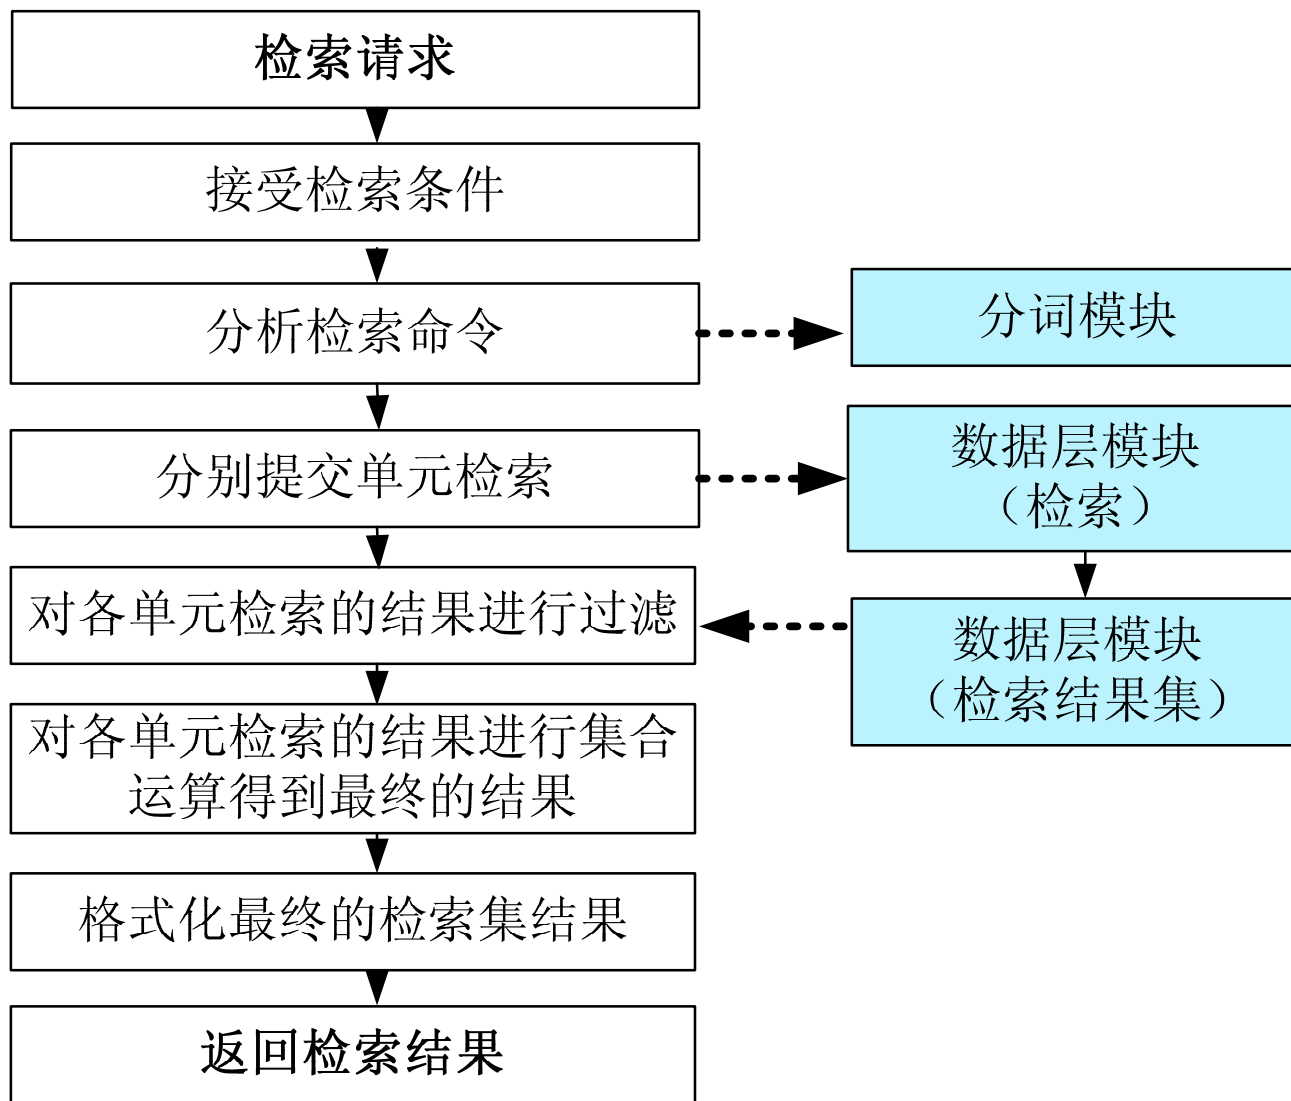 检索请求
接受检索条件
分析检索命令
分词模块
分别提交单元检索
数据层模块
（检索）
对各单元检索的结果进行过滤
数据层模块
（检索结果集）
对各单元检索的结果进行集合
运算得到最终的结果
格式化最终的检索集结果
返回检索结果